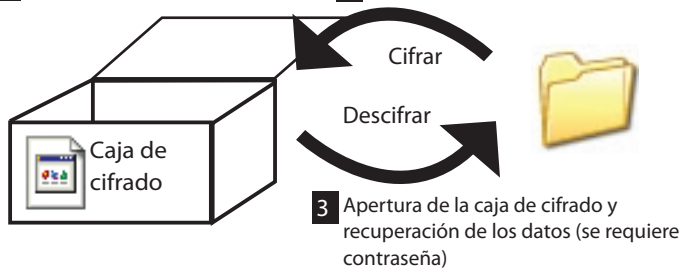 Cifrar
Descifrar
Caja de
cifrado
3 Apertura de la caja de cifrado y
recuperación de los datos (se requiere
contraseña)